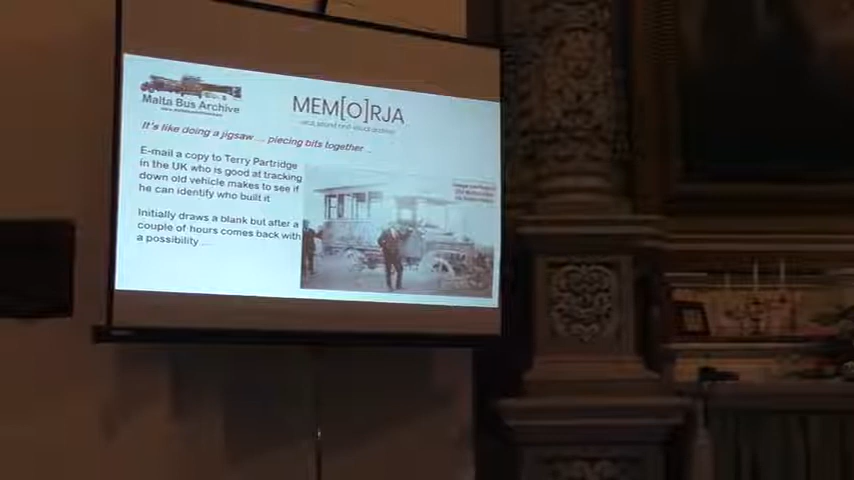 Malta Bus Archive
MEM[O]RJA
It's like doing a jigsaw ... piecing bits together ...
E-mail a copy to Terry Partridge
in the UK who is good at tracking
down old vehicle makes to see if
he can identify who built it
Initially draws a blank but after a
couple of hours comes back with
a possibility ...